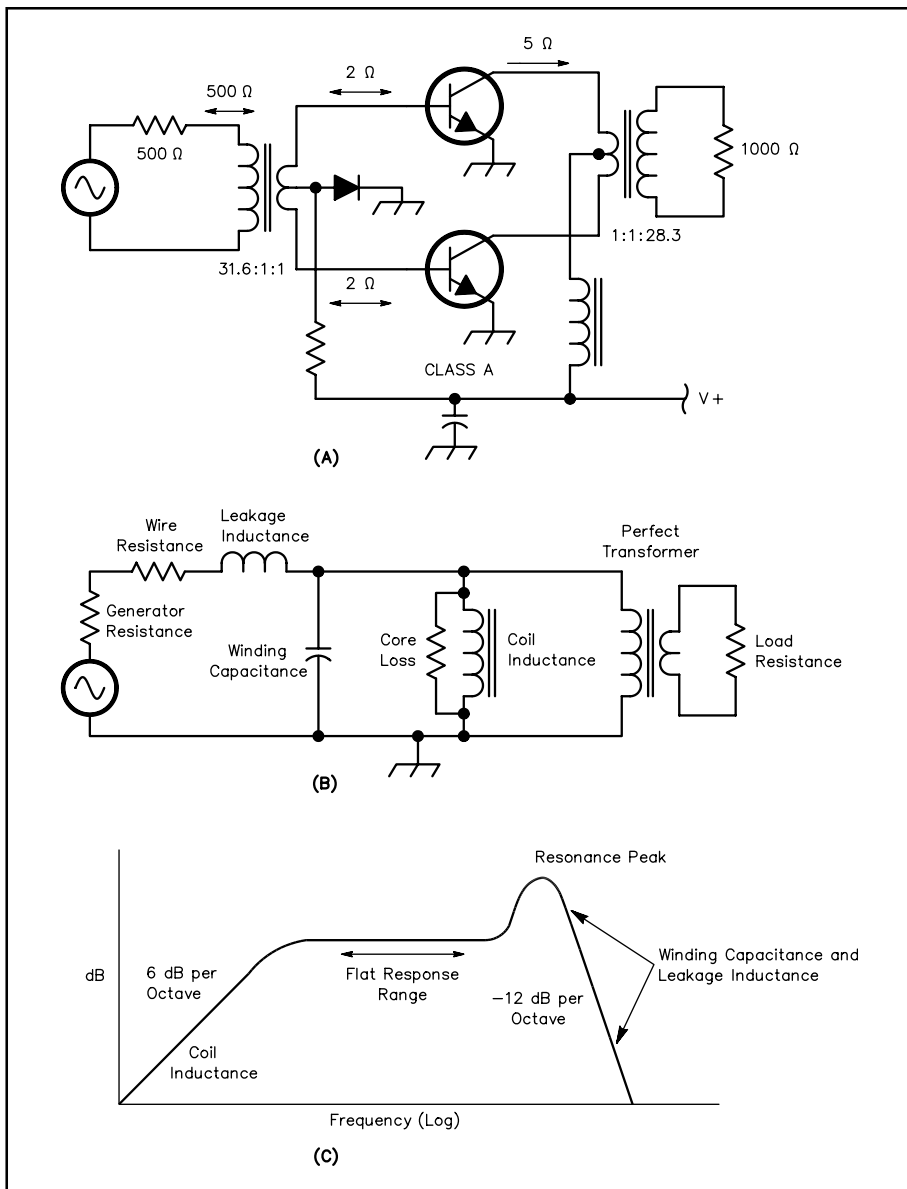 5 Ω
2 Ω
500 Ω
500 Ω
1000 Ω
31.6:1:1
1:1:28.3
2 Ω
CLASS A
V+
(A)
Leakage
Inductance
Wire
Resistance
Perfect
Transformer
Generator
Resistance
Winding
Capacitance
Core
Loss
Coil
Inductance
Load
Resistance
(B)
Resonance Peak
dB
6 dB per
Octave
Flat Response
Range
−12 dB per
Octave
Winding Capacitance and
Leakage Inductance
Coil
Inductance
Frequency (Log)
(C)